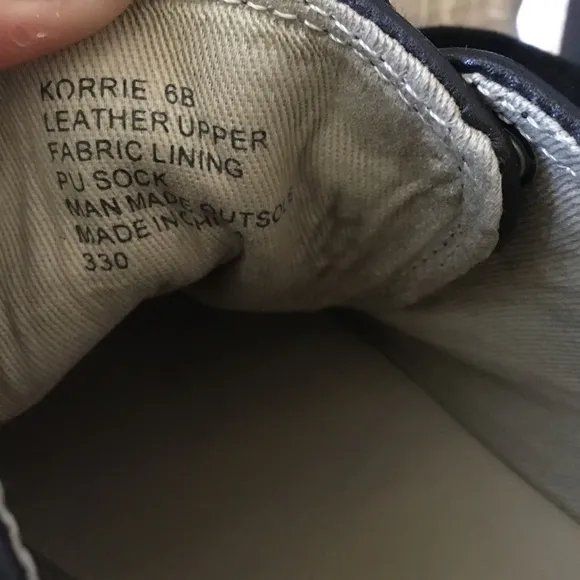 KORRIE 6B
LEATHER UPPER
FABRIC LINING
PU SOCK
MAN MADE OUTSOLE
MADE IN CHINA
330